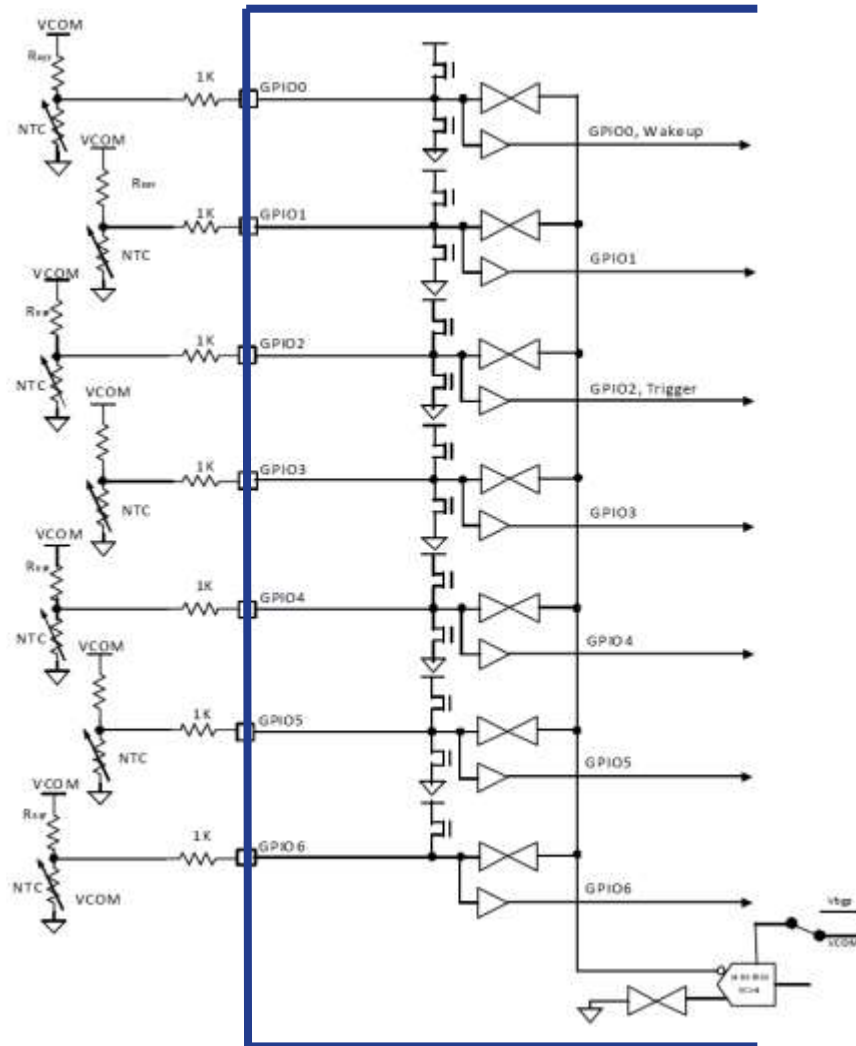 VCOM
RREF
1K
GPIO0
NTC
GPIO0, Wakeup
VCOM
1K
GPIO1
NTC
GPIO1
VCOM
1K
GPIO2
NTC
GPIO2, Trigger
VCOM
1K
GPIO3
NTC
GPIO3
VCOM
1K
GPIO4
NTC
GPIO4
VCOM
1K
GPIO5
NTC
GPIO5
VCOM
1K
GPIO6
NTC
VCOM
GPIO6
VCOM